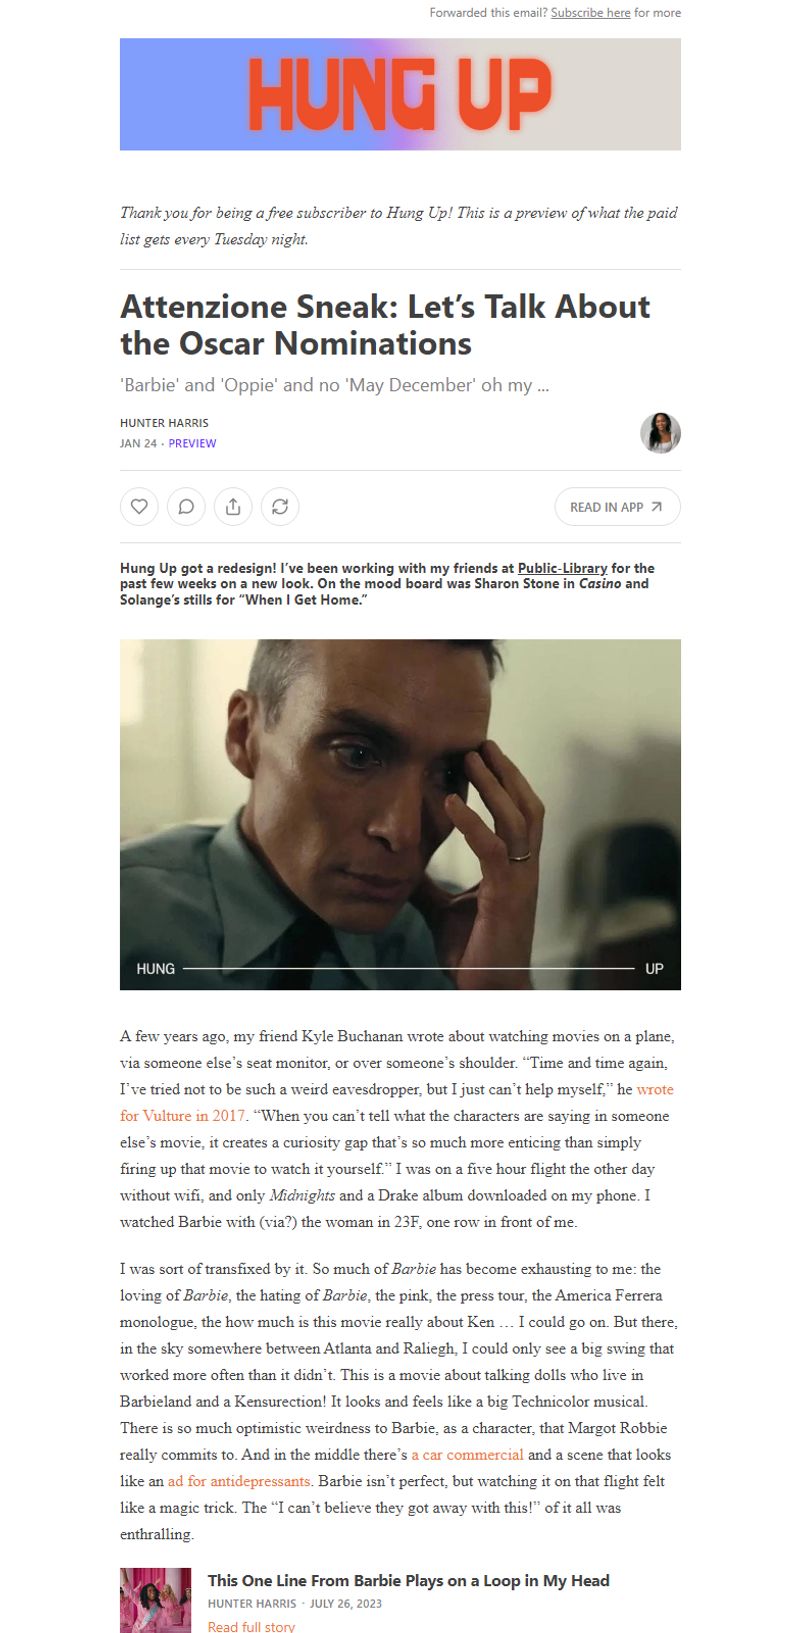 Forwarded this email? Subscribe here for more
HUNG UP
Thank you for being a free subscriber to Hung Up! This is a preview of what the paid
list gets every Tuesday night.
Attenzione Sneak: Let’s Talk About
the Oscar Nominations
'Barbie' and 'Oppie' and no 'May December' oh my ...
HUNTER HARRIS
JAN 24 · PREVIEW
READ IN APP
Hung Up got a redesign! I’ve been working with my friends at Public-Library for the
past few weeks on a new look. On the mood board was Sharon Stone in Casino and
Solange’s stills for “When I Get Home.”
HUNG UP
A few years ago, my friend Kyle Buchanan wrote about watching movies on a plane,
via someone else’s seat monitor, or over someone’s shoulder. “Time and time again,
I’ve tried not to be such a weird eavesdropper, but I just can’t help myself,” he wrote
for Vulture in 2017. “When you can’t tell what the characters are saying in someone
else’s movie, it creates a curiosity gap that’s so much more enticing than simply
firing up that movie to watch it yourself.” I was on a five hour flight the other day
without wifi, and only Midnights and a Drake album downloaded on my phone. I
watched Barbie with (via?) the woman in 23F, one row in front of me.
I was sort of transfixed by it. So much of Barbie has become exhausting to me: the
loving of Barbie, the hating of Barbie, the pink, the press tour, the America Ferrera
monologue, the how much is this movie really about Ken … I could go on. But there,
in the sky somewhere between Atlanta and Raliegh, I could only see a big swing that
worked more often than it didn’t. This is a movie about talking dolls who live in
Barbieland and a Kensurection! It looks and feels like a big Technicolor musical.
There is so much optimistic weirdness to Barbie, as a character, that Margot Robbie
really commits to. And in the middle there’s a car commercial and a scene that looks
like an ad for antidepressants. Barbie isn’t perfect, but watching it on that flight felt
like a magic trick. The “I can’t believe they got away with this!” of it all was
enthralling.
This One Line From Barbie Plays on a Loop in My Head
HUNTER HARRIS · JULY 26, 2023
Read full story